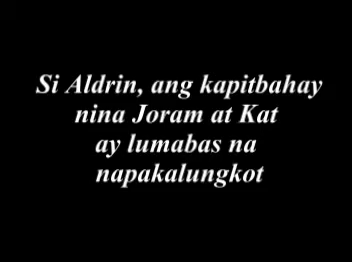 Si Aldrin, ang kapitbahay
nina Joram at Kat
ay lumabas na
napakalungkot